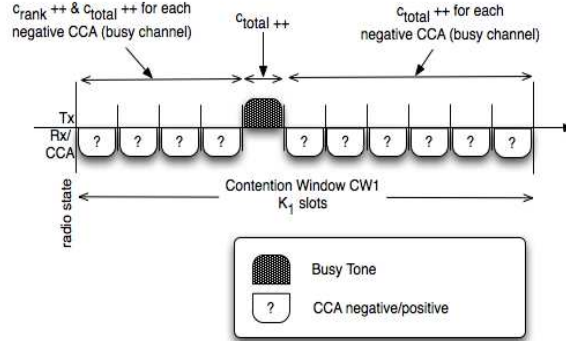 c_rank ++ & c_total ++ for each
negative CCA (busy channel)
c_total ++
c_total ++ for each
negative CCA (busy channel)
Tx
Rx/
CCA
? ? ? ? ? ? ? ? ? ?
radio state
Contention Window CW1
K_1 slots
Busy Tone
? CCA negative/positive